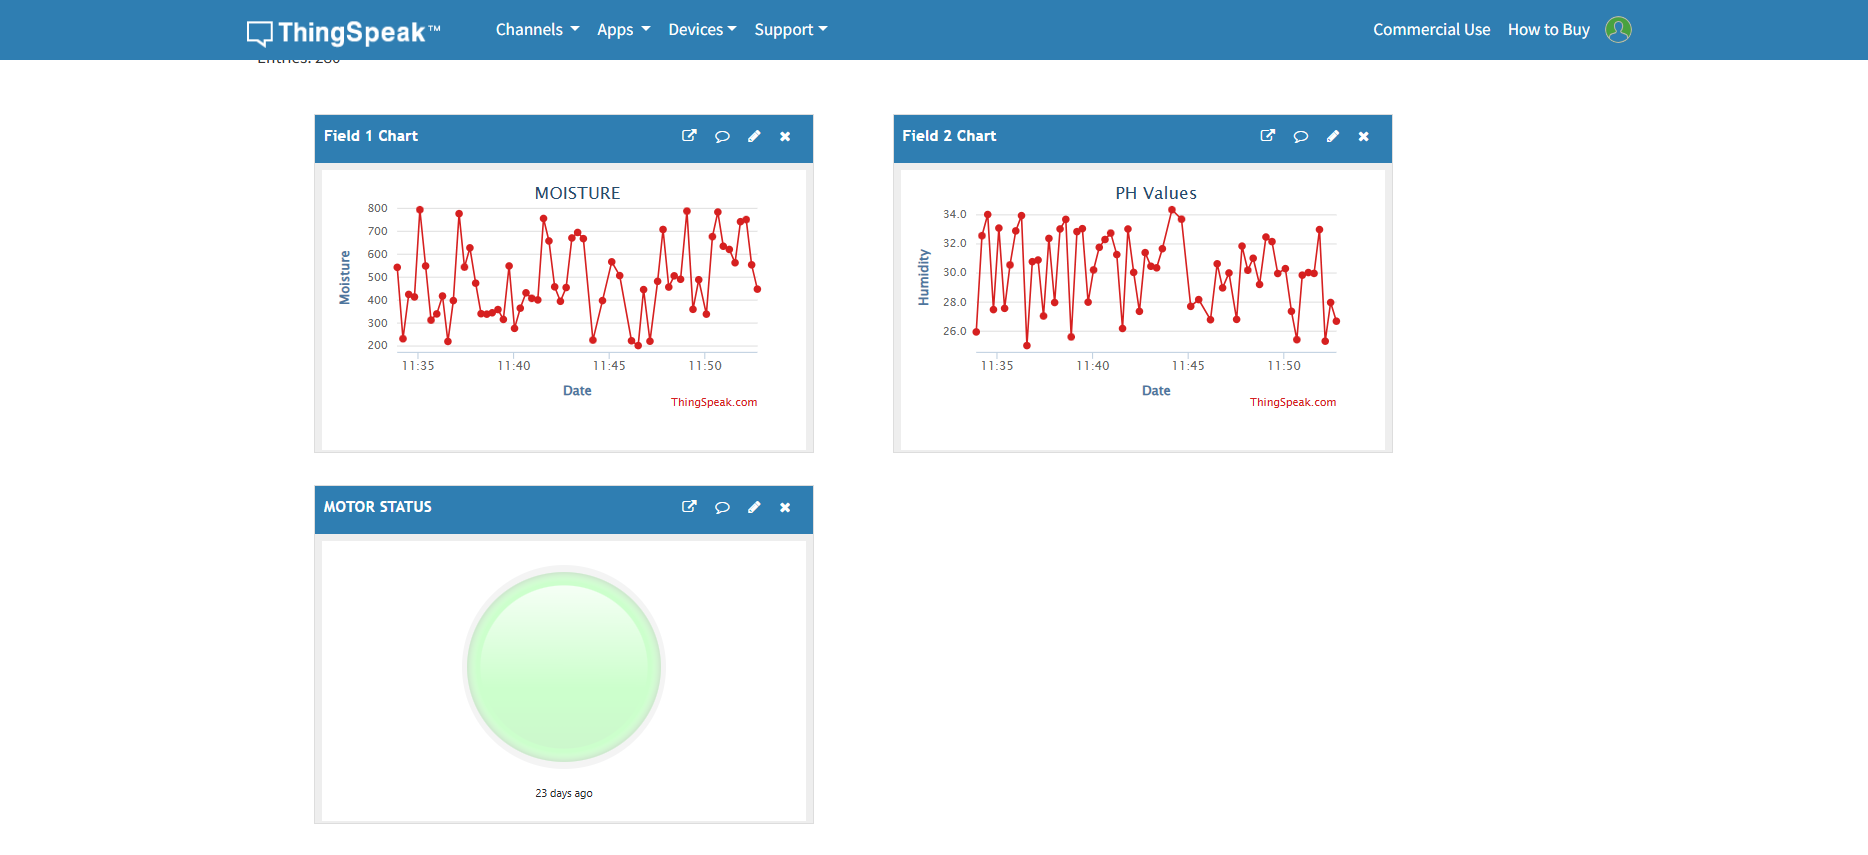 ThingSpeak™ Channels Apps Devices Support Commercial Use How to Buy
Entries: 280
Field 1 Chart
MOISTURE
800
700
600
500
400
300
200
Moisture
11:35 11:40 11:45 11:50
Date
ThingSpeak.com
Field 2 Chart
PH Values
34.0
32.0
30.0
28.0
26.0
Humidity
11:35 11:40 11:45 11:50
Date
ThingSpeak.com
MOTOR STATUS
23 days ago